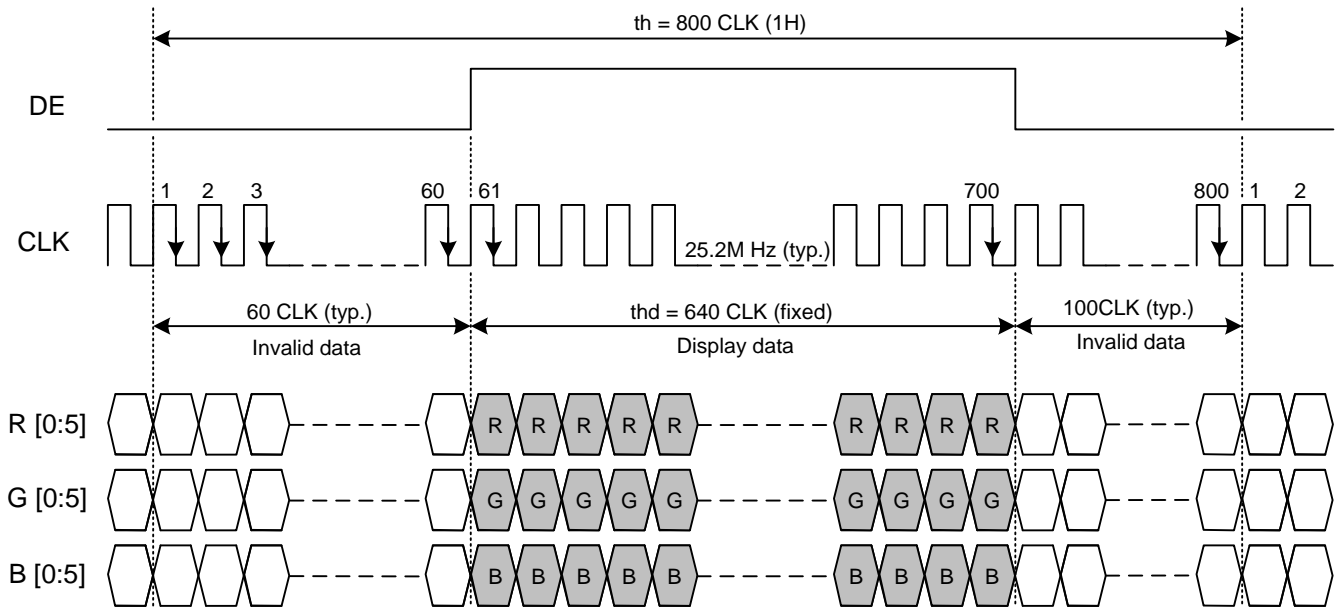 th = 800 CLK (1H)
DE
1 2 3 60 61 700 800 1 2
CLK
25.2M Hz (typ.)
60 CLK (typ.) thd = 640 CLK (fixed) 100CLK (typ.)
Invalid data Display data Invalid data
R [0:5] R R R R R R R R R
G [0:5] G G G G G G G G G
B [0:5] B B B B B B B B B